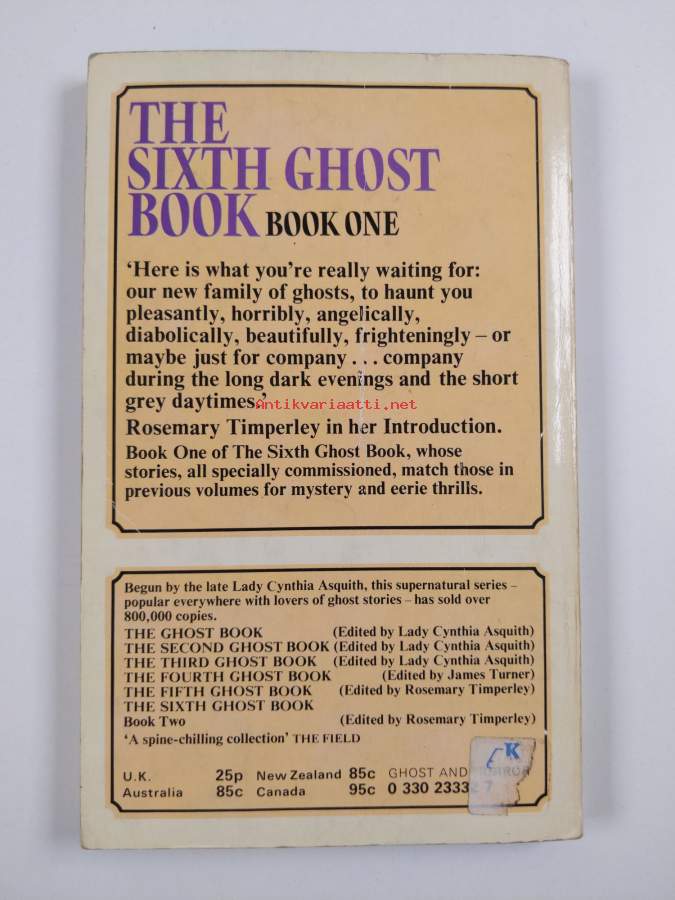 THE
SIXTH GHOST
BOOK BOOK ONE
‘Here is what you’re really waiting for:
our new family of ghosts, to haunt you
pleasantly, horribly, angelically,
diabolically, beautifully, frighteningly – or
maybe just for company . . . company
during the long dark evenings and the short
grey daytimes.’
Antikvariaatti.net
Rosemary Timperley in her Introduction.
Book One of The Sixth Ghost Book, whose
stories, all specially commissioned, match those in
previous volumes for mystery and eerie thrills.
Begun by the late Lady Cynthia Asquith, this supernatural series –
popular everywhere with lovers of ghost stories – has sold over
800,000 copies.
THE GHOST BOOK (Edited by Lady Cynthia Asquith)
THE SECOND GHOST BOOK (Edited by Lady Cynthia Asquith)
THE THIRD GHOST BOOK (Edited by Lady Cynthia Asquith)
THE FOURTH GHOST BOOK (Edited by James Turner)
THE FIFTH GHOST BOOK (Edited by Rosemary Timperley)
THE SIXTH GHOST BOOK
Book Two (Edited by Rosemary Timperley)
‘A spine-chilling collection’ THE FIELD
K
U.K. 25p New Zealand 85c GHOST AND
Australia 85c Canada 95c 0 330 2333